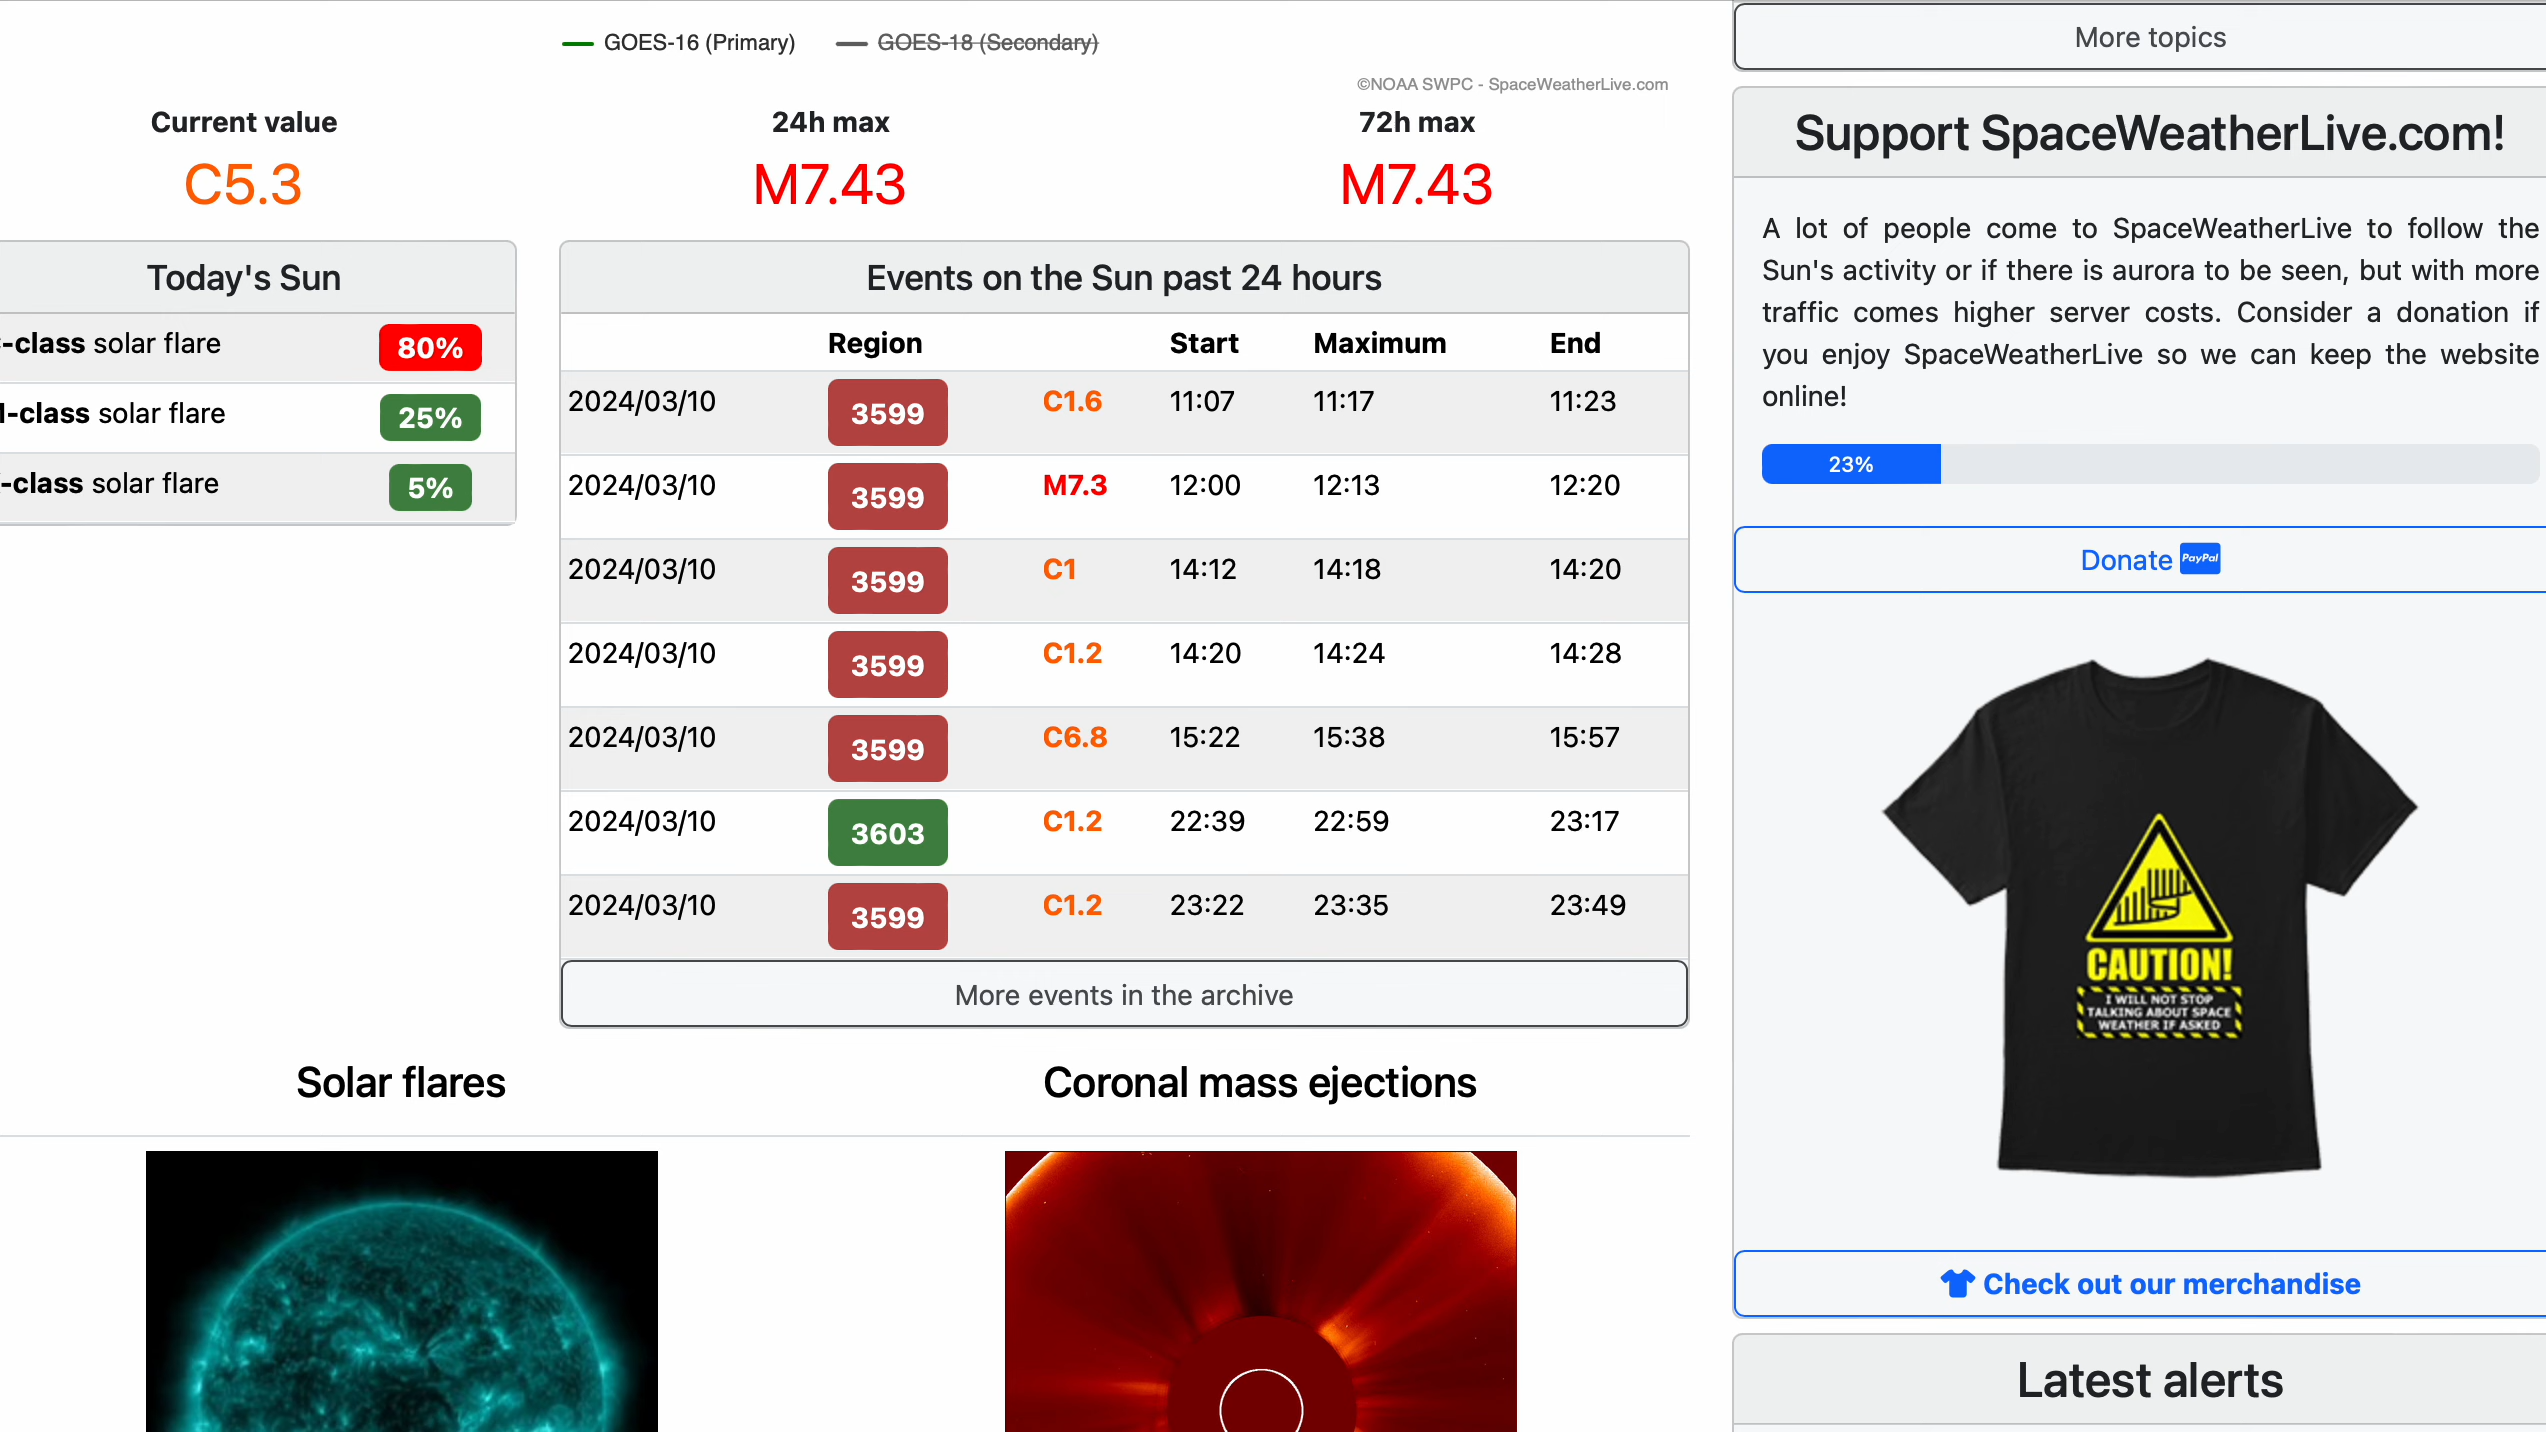 GOES-16 (Primary) GOES-18 (Secondary)
©NOAA SWPC - SpaceWeatherLive.com
Current value 24h max 72h max
C5.3 M7.43 M7.43
Today's Sun
-class solar flare 80%
-class solar flare 25%
-class solar flare 5%
Events on the Sun past 24 hours
Region Start Maximum End
2024/03/10 3599 C1.6 11:07 11:17 11:23
2024/03/10 3599 M7.3 12:00 12:13 12:20
2024/03/10 3599 C1 14:12 14:18 14:20
2024/03/10 3599 C1.2 14:20 14:24 14:28
2024/03/10 3599 C6.8 15:22 15:38 15:57
2024/03/10 3603 C1.2 22:39 22:59 23:17
2024/03/10 3599 C1.2 23:22 23:35 23:49
More events in the archive
Solar flares
Coronal mass ejections
More topics
Support SpaceWeatherLive.com!
A lot of people come to SpaceWeatherLive to follow the
Sun's activity or if there is aurora to be seen, but with more
traffic comes higher server costs. Consider a donation if
you enjoy SpaceWeatherLive so we can keep the website
online!
23%
Donate PayPal
CAUTION!
I WILL NOT STOP
TALKING ABOUT SPACE
WEATHER IF ASKED
Check out our merchandise
Latest alerts